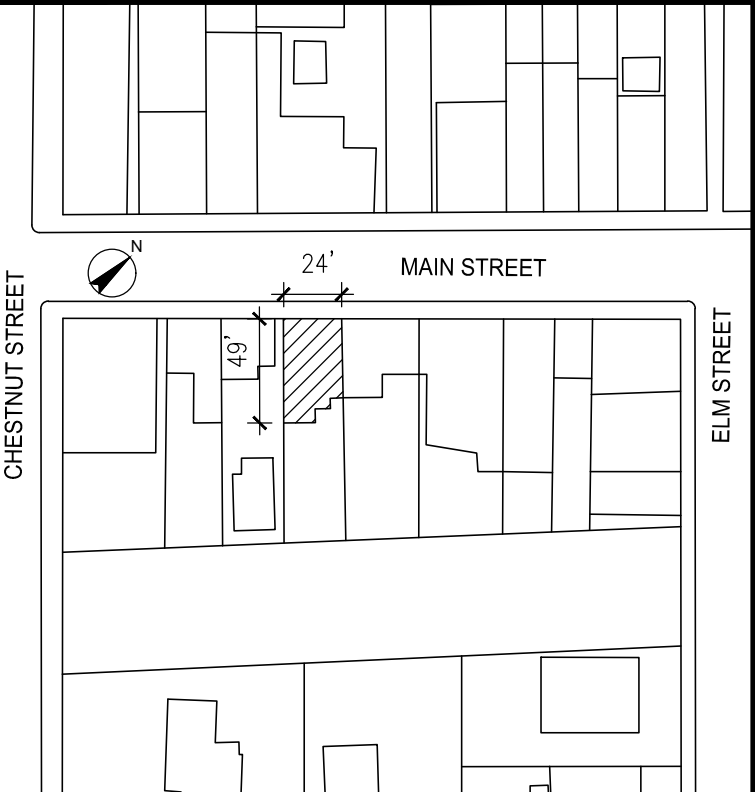 N
24'
MAIN STREET
CHESTNUT STREET
49'
ELM STREET